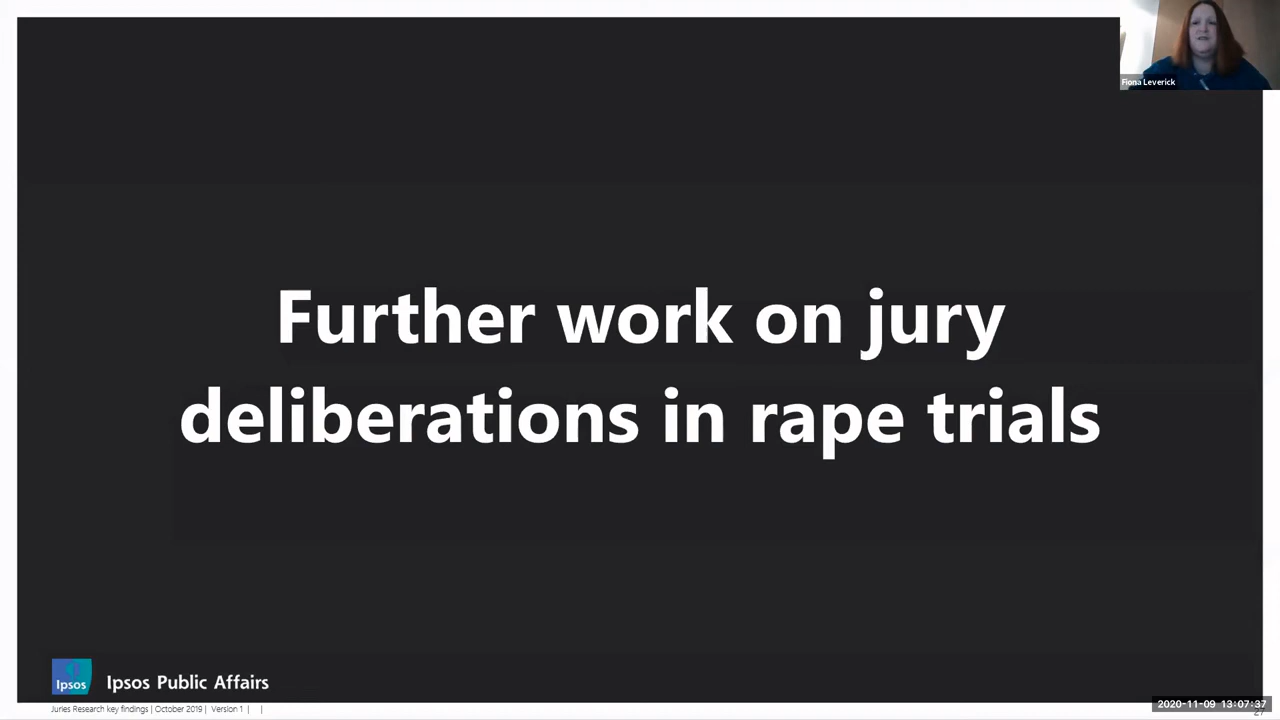 Fiona Leverick
Further work on jury
deliberations in rape trials
Ipsos
Ipsos Public Affairs
Juries Research key findings | October 2019 | Version 1 | |
2020-11-09 13:07:37
27